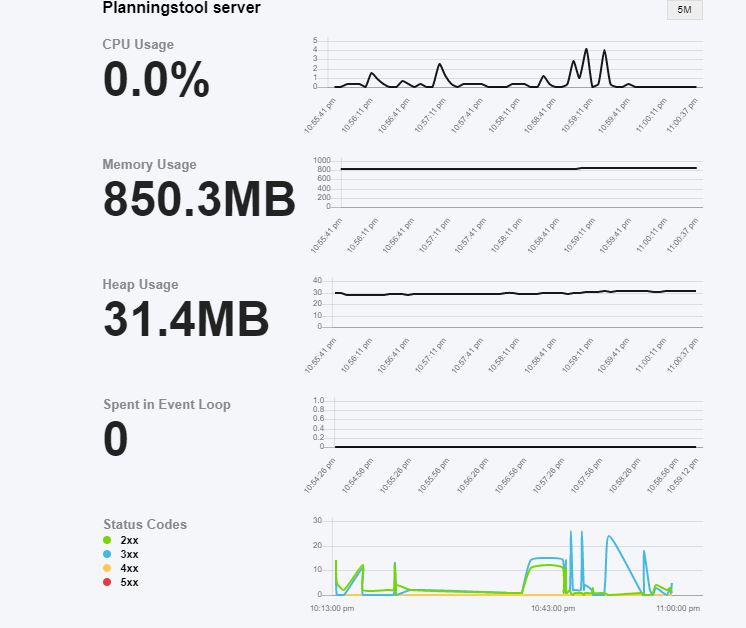 Planningstool server
5M
CPU Usage
0.0%
5
4
3
2
1
0
10:55:41 pm
10:56:11 pm
10:56:41 pm
10:57:11 pm
10:57:41 pm
10:58:11 pm
10:58:41 pm
10:59:11 pm
10:59:41 pm
11:00:11 pm
11:00:37 pm
Memory Usage
850.3MB
1000
800
600
400
200
0
10:55:41 pm
10:56:11 pm
10:56:41 pm
10:57:11 pm
10:57:41 pm
10:58:11 pm
10:58:41 pm
10:59:11 pm
10:59:41 pm
11:00:11 pm
11:00:37 pm
Heap Usage
31.4MB
40
30
20
10
0
10:55:41 pm
10:56:11 pm
10:56:41 pm
10:57:11 pm
10:57:41 pm
10:58:11 pm
10:58:41 pm
10:59:11 pm
10:59:41 pm
11:00:11 pm
11:00:37 pm
Spent in Event Loop
0
1.0
0.8
0.6
0.4
0.2
0
10:54:26 pm
10:54:56 pm
10:55:26 pm
10:55:56 pm
10:56:26 pm
10:56:56 pm
10:57:26 pm
10:57:56 pm
10:58:26 pm
10:58:56 pm
10:59:12 pm
Status Codes
2xx
3xx
4xx
5xx
30
20
10
0
10:13:00 pm
10:43:00 pm
11:00:00 pm